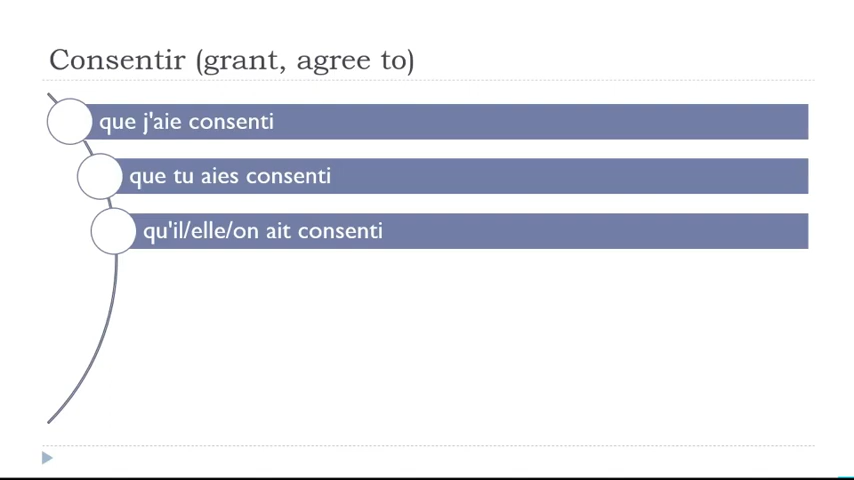 Consentir (grant, agree to)
que j'aie consenti
que tu aies consenti
qu'il/elle/on ait consenti